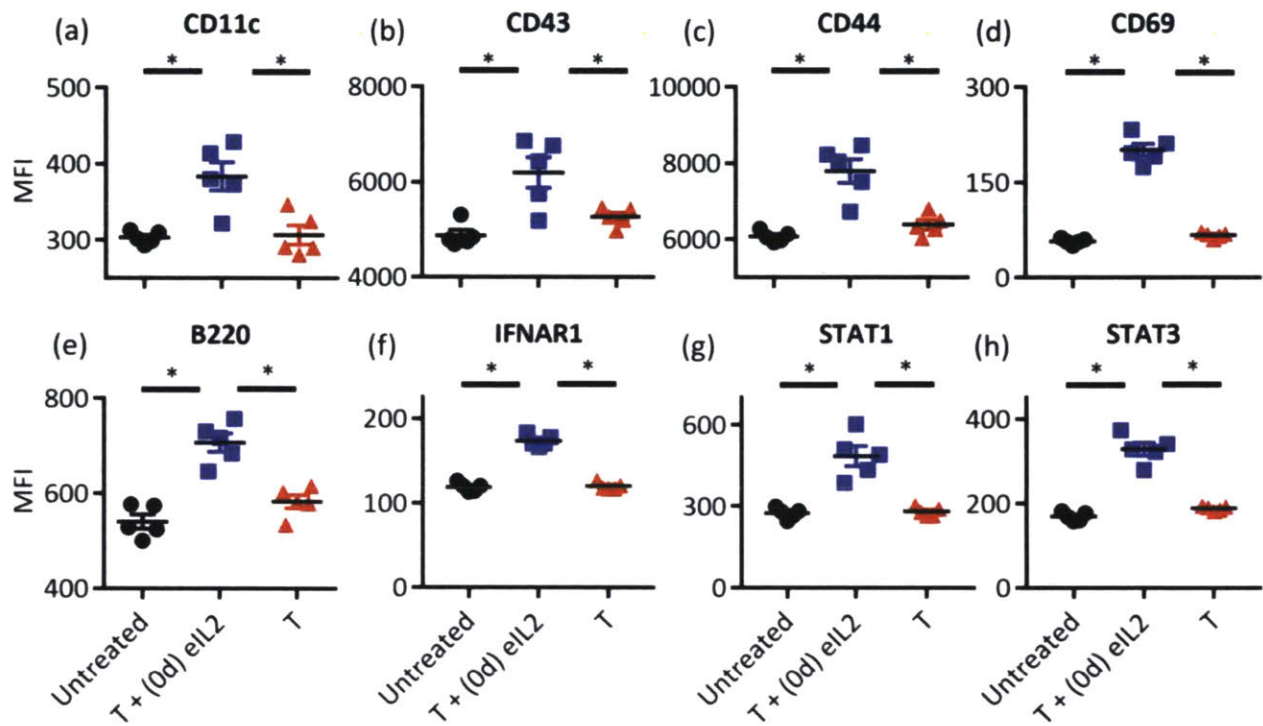 (a) CD11c (b) CD43 (c) CD44 (d) CD69
* * * * * * * *
500 8000 10000 300
400 8000
6000 150
300 6000
4000 0
MFI
(e) B220 (f) IFNAR1 (g) STAT1 (h) STAT3
* * * * * * * *
800 200 600 400
600 100 300 200
400 0 0 0
MFI
Untreated T + (0d) eIL2 T Untreated T + (0d) eIL2 T Untreated T + (0d) eIL2 T Untreated T + (0d) eIL2 T